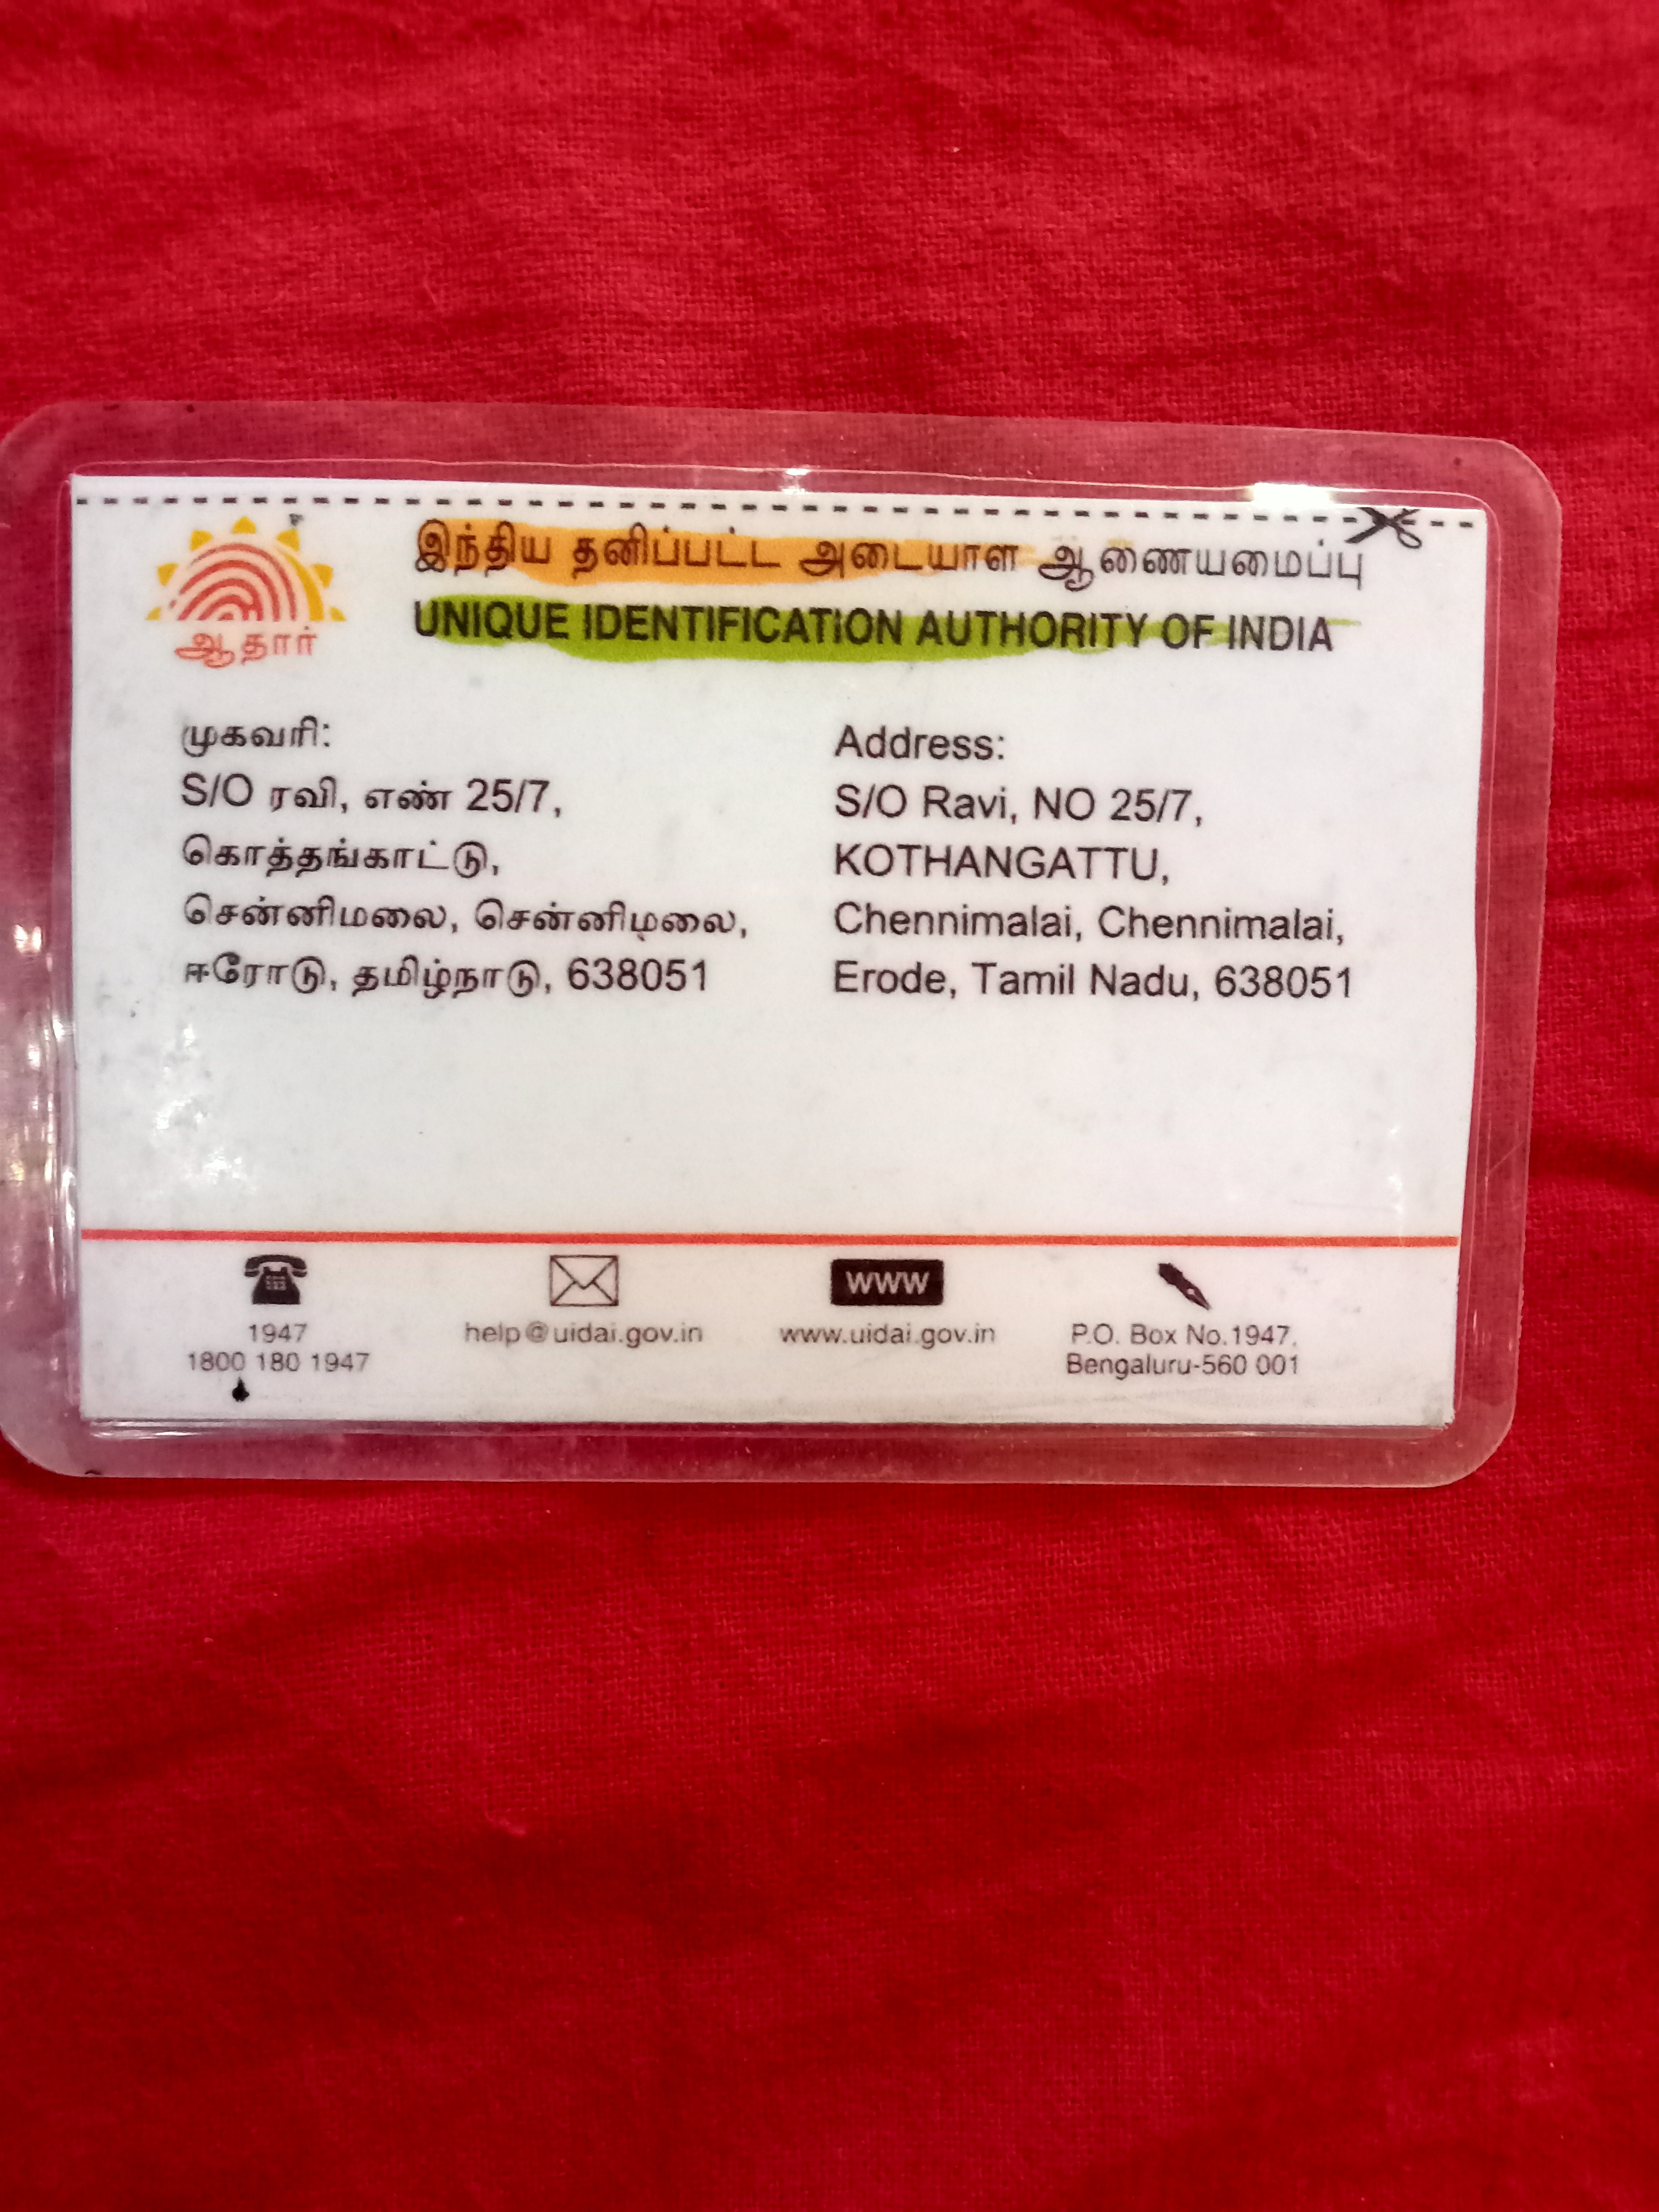 இந்திய தனிப்பட்ட அடையாள ஆணையமைப்பு
UNIQUE IDENTIFICATION AUTHORITY OF INDIA
ஆதார்
முகவரி:
S/O ரவி, எண் 25/7,
கொத்தங்காட்டு,
சென்னிமலை, சென்னிமலை,
ஈரோடு, தமிழ்நாடு, 638051
Address:
S/O Ravi, NO 25/7,
KOTHANGATTU,
Chennimalai, Chennimalai,
Erode, Tamil Nadu, 638051
1947
1800 180 1947
help@uidai.gov.in
www
www.uidai.gov.in
P.O. Box No.1947,
Bengaluru-560 001